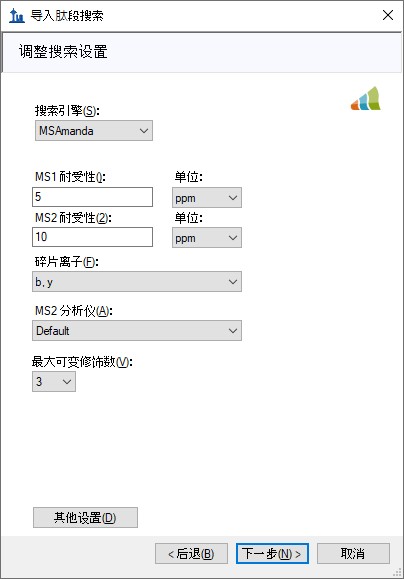 导入肽段搜索
调整搜索设置
搜索引擎(S):
MSAmanda
MS1 耐受性(): 单位:
5 ppm
MS2 耐受性(2): 单位:
10 ppm
碎片离子(F):
b, y
MS2 分析仪(A):
Default
最大可变修饰数(V):
3
其他设置(D)
< 后退(B) 下一步(N) > 取消